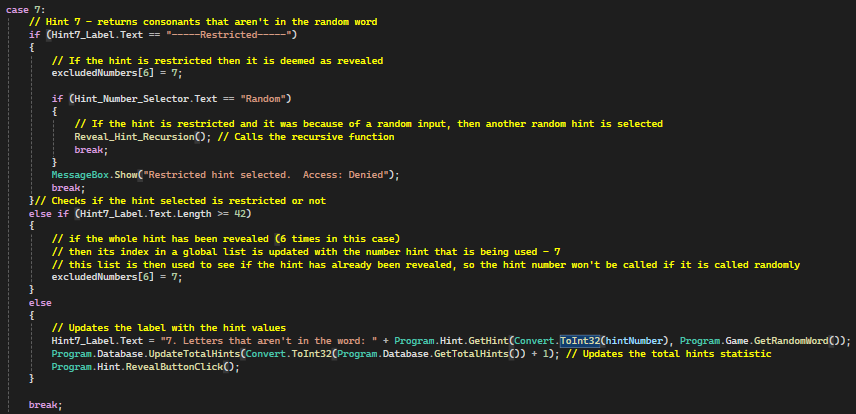 case 7:
// Hint 7 - returns consonants that aren't in the random word
if (Hint7_Label.Text == "-----Restricted-----")
{
// If the hint is restricted then it is deemed as revealed
excludedNumbers[6] = 7;
if (Hint_Number_Selector.Text == "Random")
{
// If the hint is restricted and it was because of a random input, then another random hint is selected
Reveal_Hint_Recursion(); // Calls the recursive function
break;
}
MessageBox.Show("Restricted hint selected.  Access: Denied");
break;
}// Checks if the hint selected is restricted or not
else if (Hint7_Label.Text.Length >= 42)
{
// if the whole hint has been revealed (6 times in this case)
// then its index in a global list is updated with the number hint that is being used - 7
// this list is then used to see if the hint has already been revealed, so the hint number won't be called if it is called randomly
excludedNumbers[6] = 7;
}
else
{
// Updates the label with the hint values
Hint7_Label.Text = "7. Letters that aren't in the word: " + Program.Hint.GetHint(Convert.ToInt32(hintNumber), Program.Game.GetRandomWord());
Program.Database.UpdateTotalHints(Convert.ToInt32(Program.Database.GetTotalHints()) + 1); // Updates the total hints statistic
Program.Hint.RevealButtonClick();
}
break;